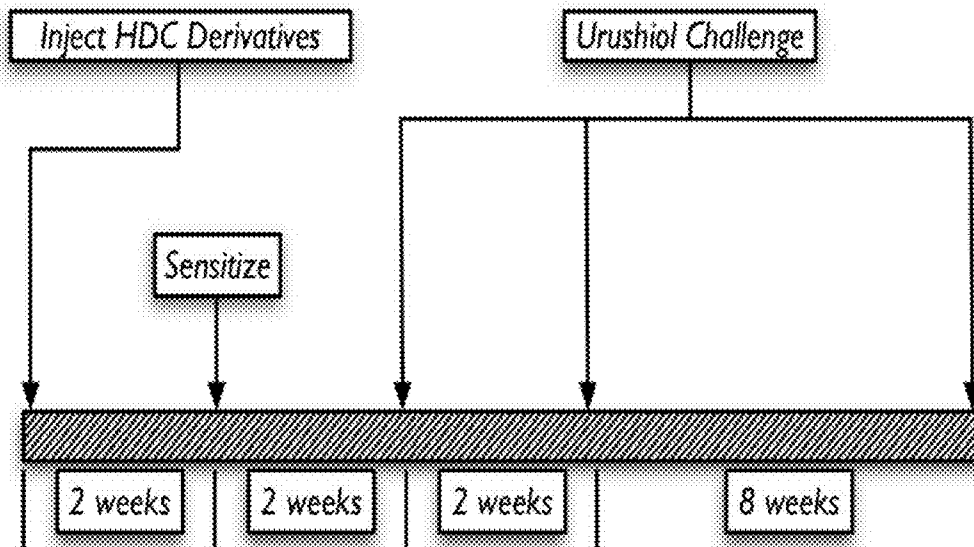 Inject HDC Derivatives
Urushiol Challenge
Sensitize
2 weeks
2 weeks
2 weeks
8 weeks